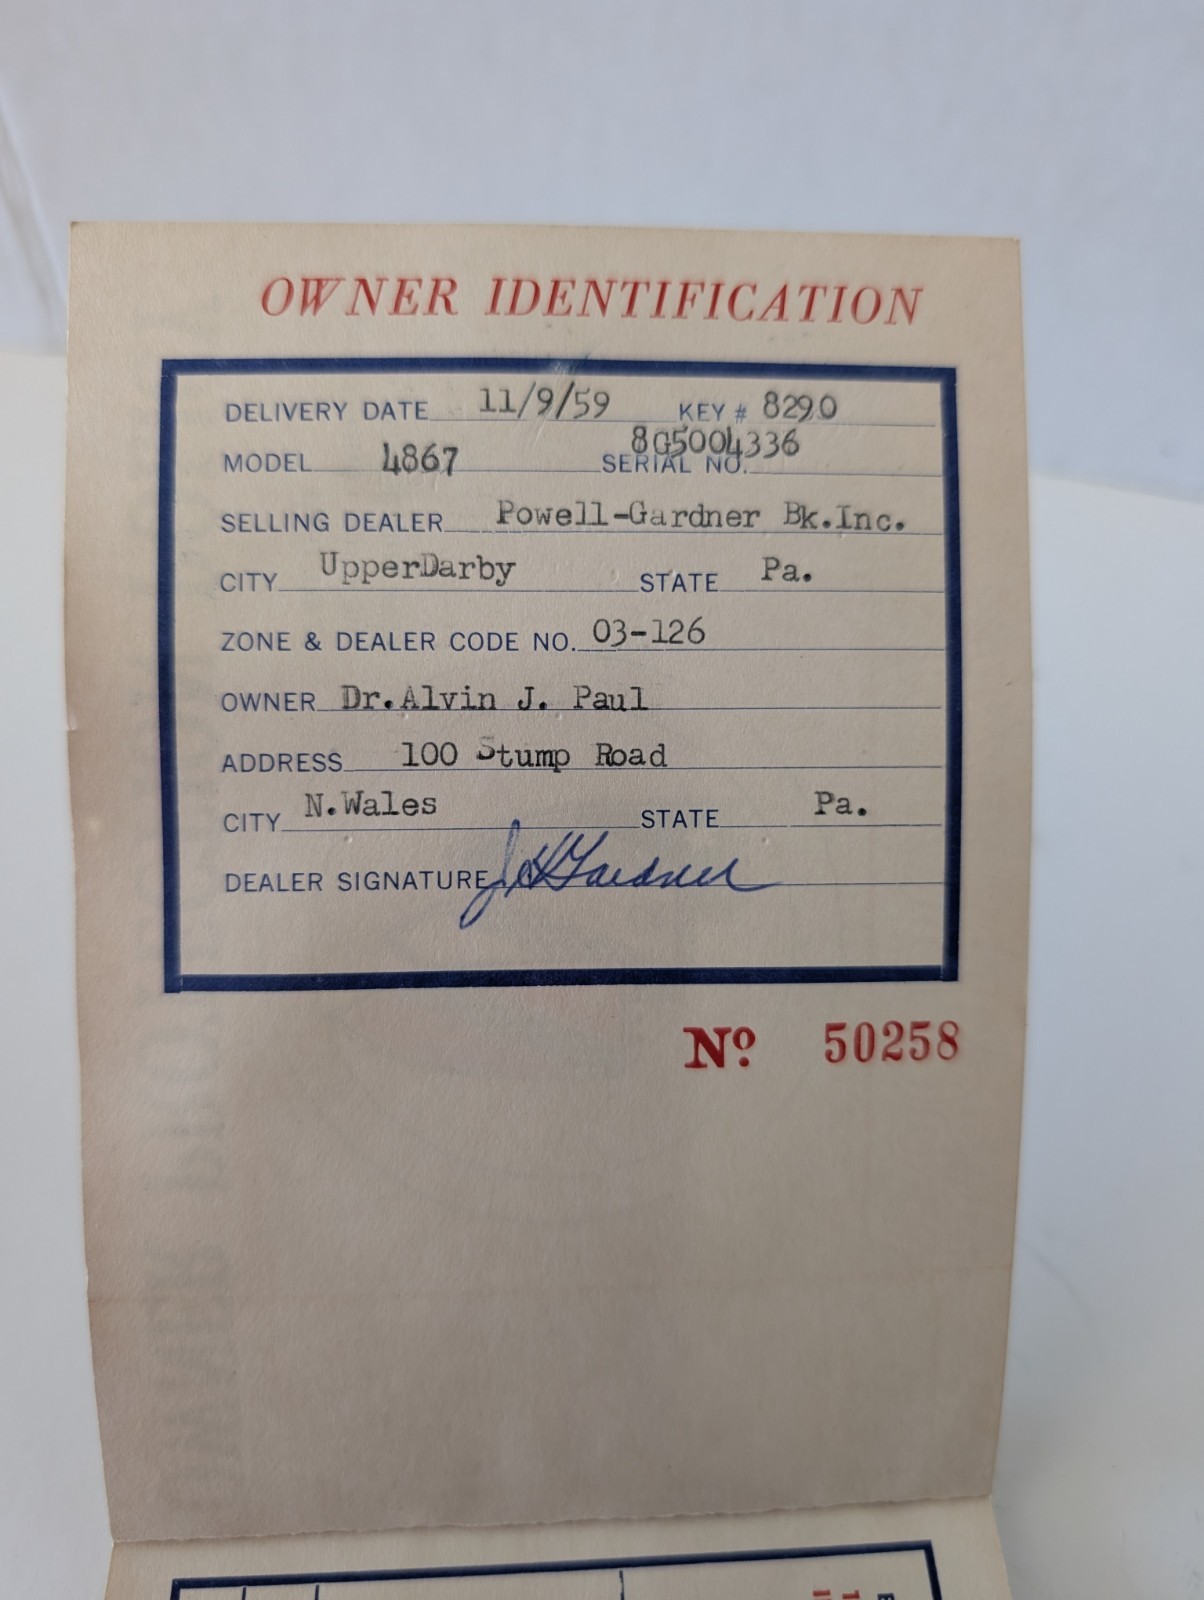 OWNER IDENTIFICATION
DELIVERY DATE 11/9/59 KEY # 8290
MODEL 4867 SERIAL NO. 8G5004336
SELLING DEALER Powell-Gardner Bk.Inc.
CITY UpperDarby STATE Pa.
ZONE & DEALER CODE NO. 03-126
OWNER Dr.Alvin J. Paul
ADDRESS 100 Stump Road
CITY N.Wales STATE Pa.
DEALER SIGNATURE J H Gardner
No. 50258